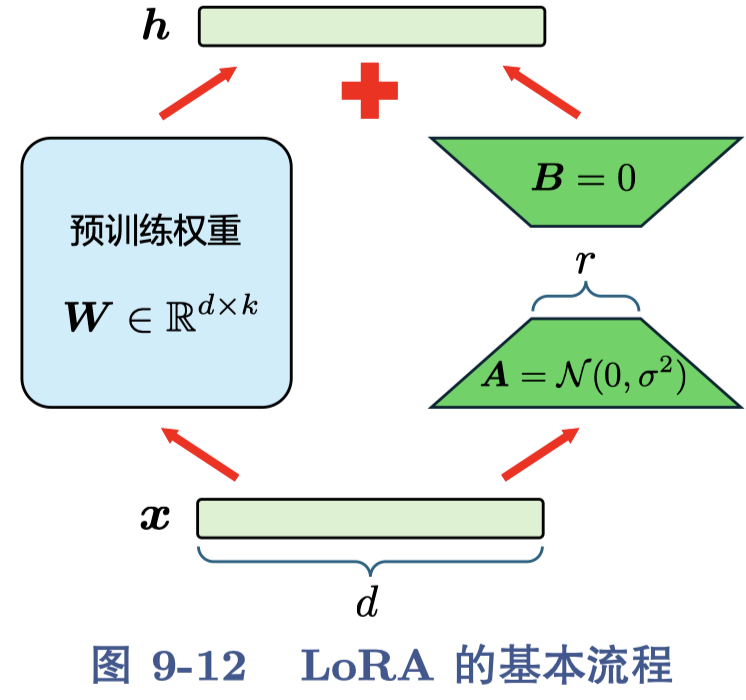 h
预训练权重
W ∈ ℝ^{d×k}
B = 0
r
A = 𝒩(0, σ²)
x
d
图 9-12 LoRA 的基本流程